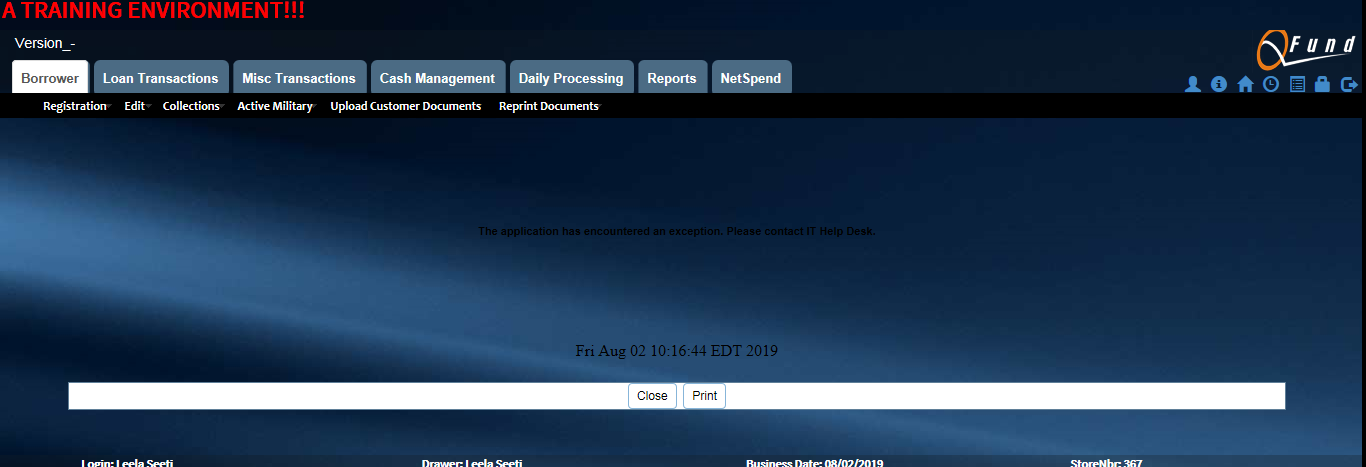 A TRAINING ENVIRONMENT!!!
Version_-
Fund
Borrower Loan Transactions Misc Transactions Cash Management Daily Processing Reports NetSpend
Registration Edit Collections Active Military Upload Customer Documents Reprint Documents
The application has encountered an exception. Please contact IT Help Desk.
Fri Aug 02 10:16:44 EDT 2019
Close Print
Login: Leela Seeti Drawer: Leela Seeti Business Date: 08/02/2019 StoreNbr: 367